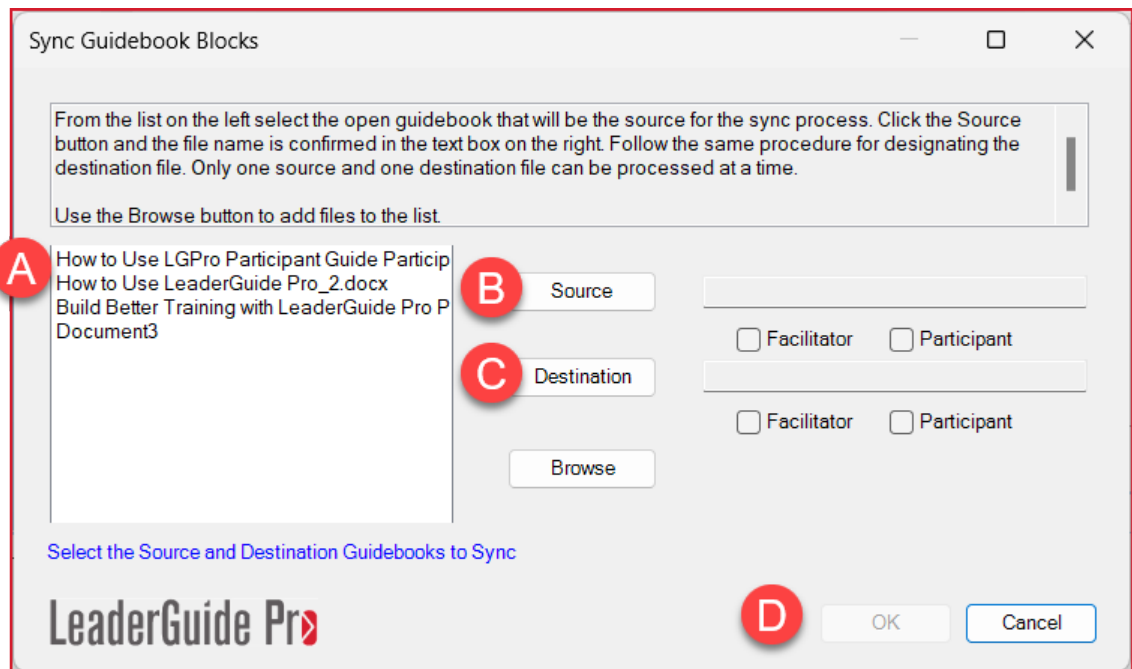 Sync Guidebook Blocks
From the list on the left select the open guidebook that will be the source for the sync process. Click the Source
button and the file name is confirmed in the text box on the right. Follow the same procedure for designating the
destination file. Only one source and one destination file can be processed at a time.
Use the Browse button to add files to the list.
A
How to Use LGPro Participant Guide Particip
How to Use LeaderGuide Pro_2.docx
Build Better Training with LeaderGuide Pro P
Document3
B
Source
Facilitator Participant
C
Destination
Facilitator Participant
Browse
Select the Source and Destination Guidebooks to Sync
LeaderGuide Pro
D
OK
Cancel